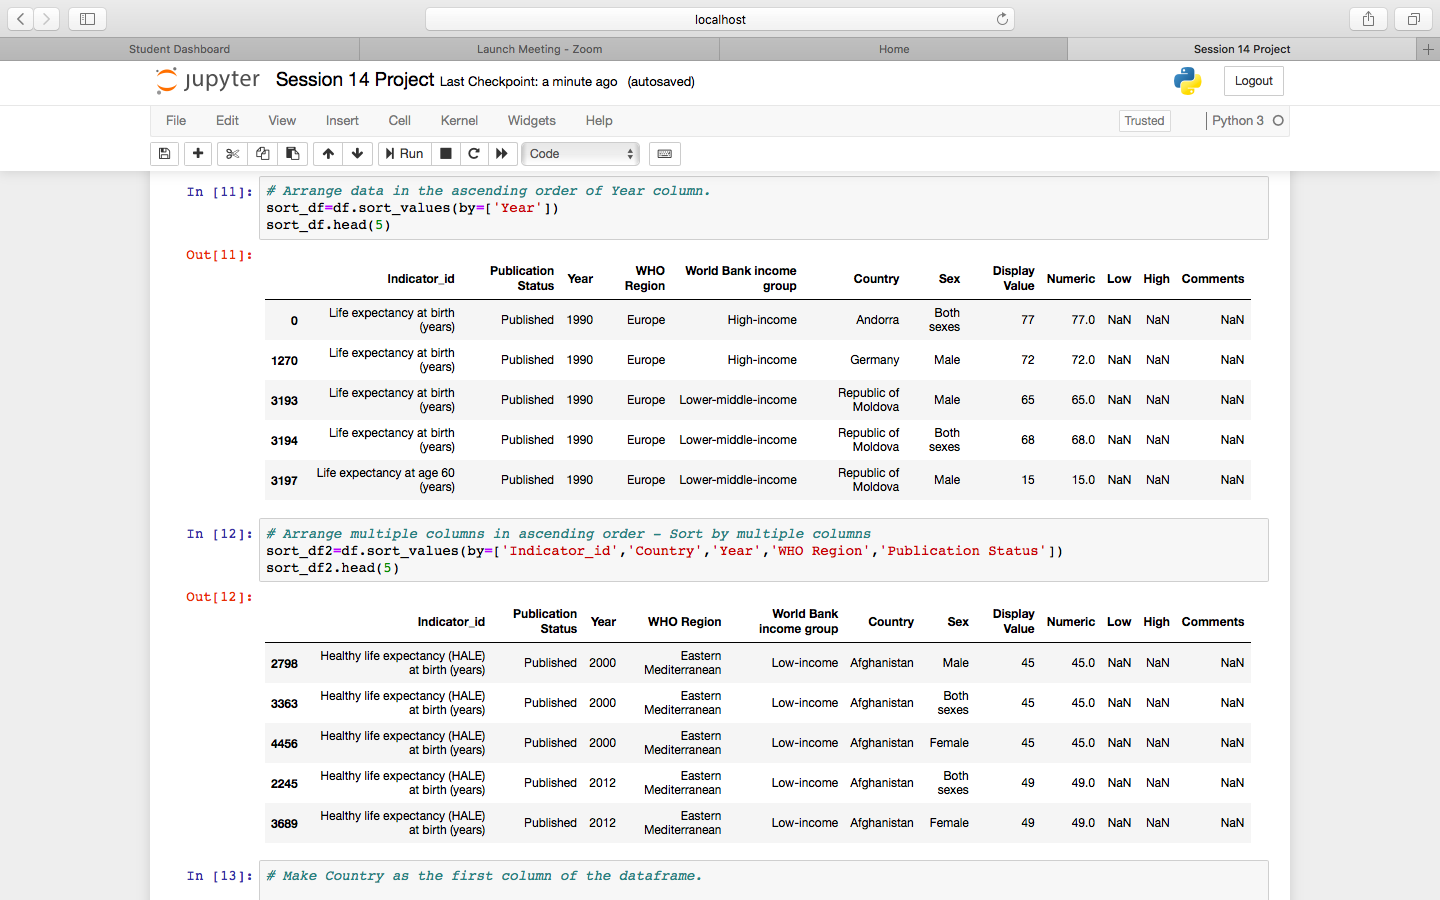 localhost
Student Dashboard
Launch Meeting - Zoom
Home
Session 14 Project
jupyter Session 14 Project Last Checkpoint: a minute ago (autosaved)
Logout
File Edit View Insert Cell Kernel Widgets Help
Trusted
Python 3
Run
Code
In [11]: # Arrange data in the ascending order of Year column.
sort_df=df.sort_values(by=['Year'])
sort_df.head(5)
Out[11]:
Indicator_id Publication Status Year WHO Region World Bank income group Country Sex Display Value Numeric Low High Comments
0 Life expectancy at birth (years) Published 1990 Europe High-income Andorra Both sexes 77 77.0 NaN NaN NaN
1270 Life expectancy at birth (years) Published 1990 Europe High-income Germany Male 72 72.0 NaN NaN NaN
3193 Life expectancy at birth (years) Published 1990 Europe Lower-middle-income Republic of Moldova Male 65 65.0 NaN NaN NaN
3194 Life expectancy at birth (years) Published 1990 Europe Lower-middle-income Republic of Moldova Both sexes 68 68.0 NaN NaN NaN
3197 Life expectancy at age 60 (years) Published 1990 Europe Lower-middle-income Republic of Moldova Male 15 15.0 NaN NaN NaN
In [12]: # Arrange multiple columns in ascending order - Sort by multiple columns
sort_df2=df.sort_values(by=['Indicator_id','Country','Year','WHO Region','Publication Status'])
sort_df2.head(5)
Out[12]:
Indicator_id Publication Status Year WHO Region World Bank income group Country Sex Display Value Numeric Low High Comments
2798 Healthy life expectancy (HALE) at birth (years) Published 2000 Eastern Mediterranean Low-income Afghanistan Male 45 45.0 NaN NaN NaN
3363 Healthy life expectancy (HALE) at birth (years) Published 2000 Eastern Mediterranean Low-income Afghanistan Both sexes 45 45.0 NaN NaN NaN
4456 Healthy life expectancy (HALE) at birth (years) Published 2000 Eastern Mediterranean Low-income Afghanistan Female 45 45.0 NaN NaN NaN
2245 Healthy life expectancy (HALE) at birth (years) Published 2012 Eastern Mediterranean Low-income Afghanistan Both sexes 49 49.0 NaN NaN NaN
3689 Healthy life expectancy (HALE) at birth (years) Published 2012 Eastern Mediterranean Low-income Afghanistan Female 49 49.0 NaN NaN NaN
In [13]: # Make Country as the first column of the dataframe.